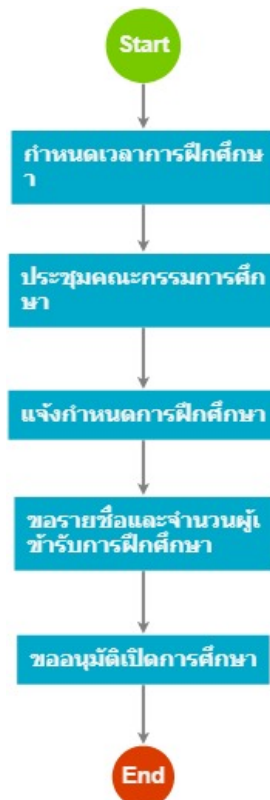 Start
กำหนดเวลาการฝึกศึกษ
า
ประชุมคณะกรรมการศึก
ษา
แจ้งกำหนดการฝึกศึกษา
ขอรายชื่อและจำนวนผู้เ
ข้ารับการฝึกศึกษา
ขออนุมัติเปิดการศึกษา
End